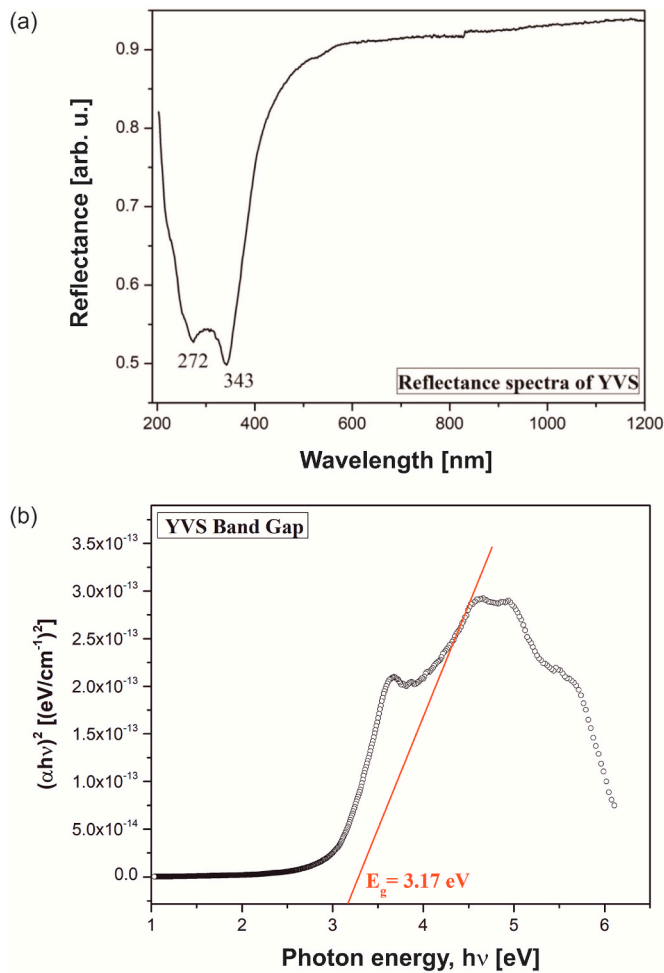 (a)
Reflectance [arb. u.]
0.9
0.8
0.7
0.6
0.5
272
343
Reflectance spectra of YVS
200 400 600 800 1000 1200
Wavelength [nm]
(b)
YVS Band Gap
(αhν)² [(eV/cm⁻¹)²]
3.5x10⁻¹³
3.0x10⁻¹³
2.5x10⁻¹³
2.0x10⁻¹³
1.5x10⁻¹³
1.0x10⁻¹³
5.0x10⁻¹⁴
0.0
E_g= 3.17 eV
1 2 3 4 5 6
Photon energy, hν [eV]